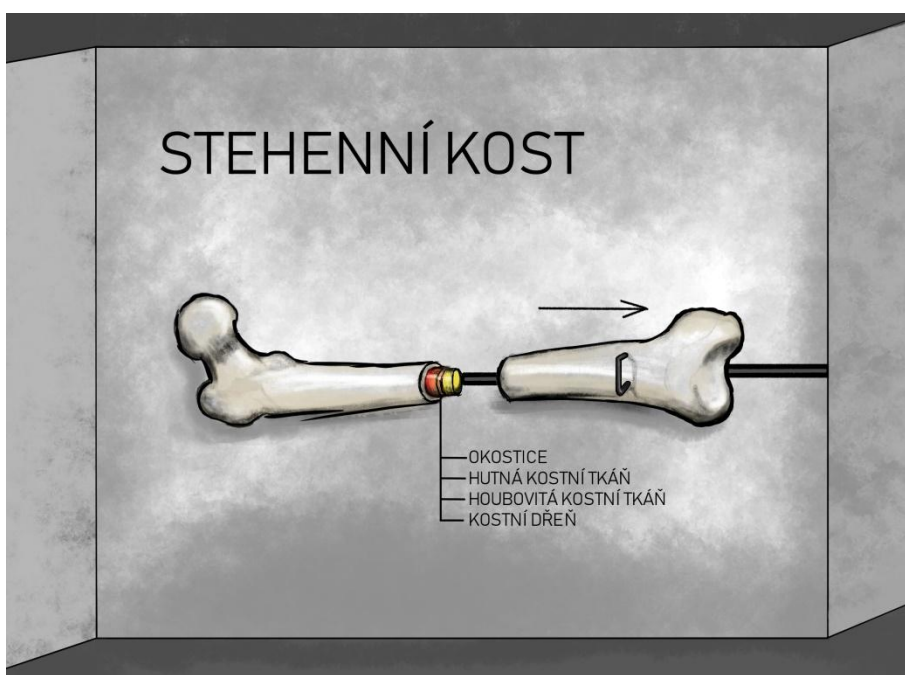 STEHENNÍ KOST
OKOSTICE
HUTNÁ KOSTNÍ TKÁŇ
HOUBOVITÁ KOSTNÍ TKÁŇ
KOSTNÍ DŘEŇ